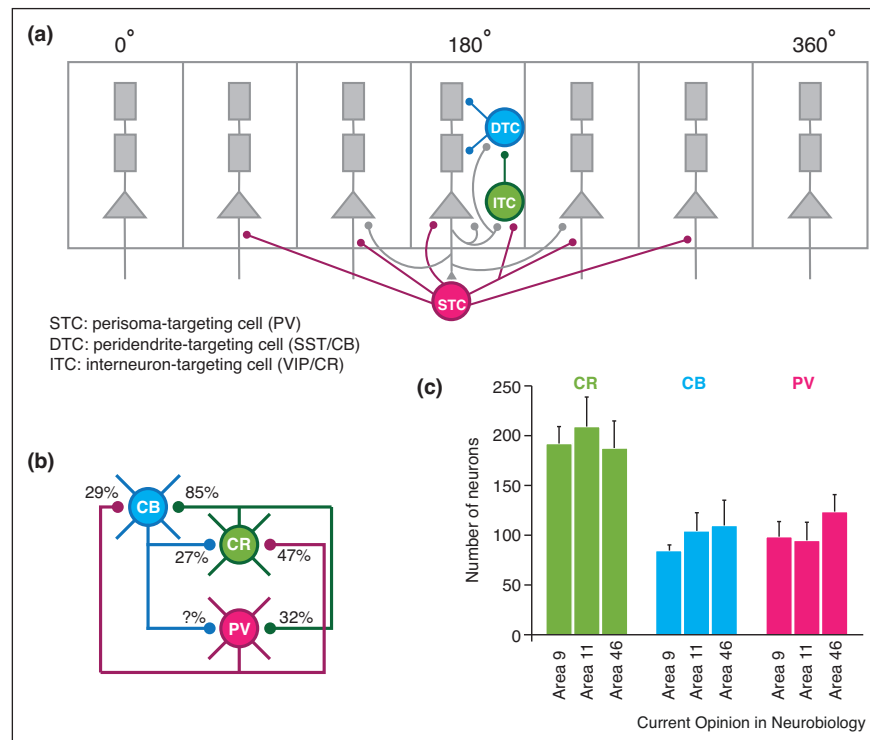 (a)
0° 180° 360°
DTC
ITC
STC
STC: perisoma-targeting cell (PV)
DTC: peridendrite-targeting cell (SST/CB)
ITC: interneuron-targeting cell (VIP/CR)
(b)
29% CB 85%
27% CR 47%
?% PV 32%
(c)
CR CB PV
Number of neurons
250
200
150
100
50
0
Area 9 Area 11 Area 46 Area 9 Area 11 Area 46 Area 9 Area 11 Area 46
Current Opinion in Neurobiology